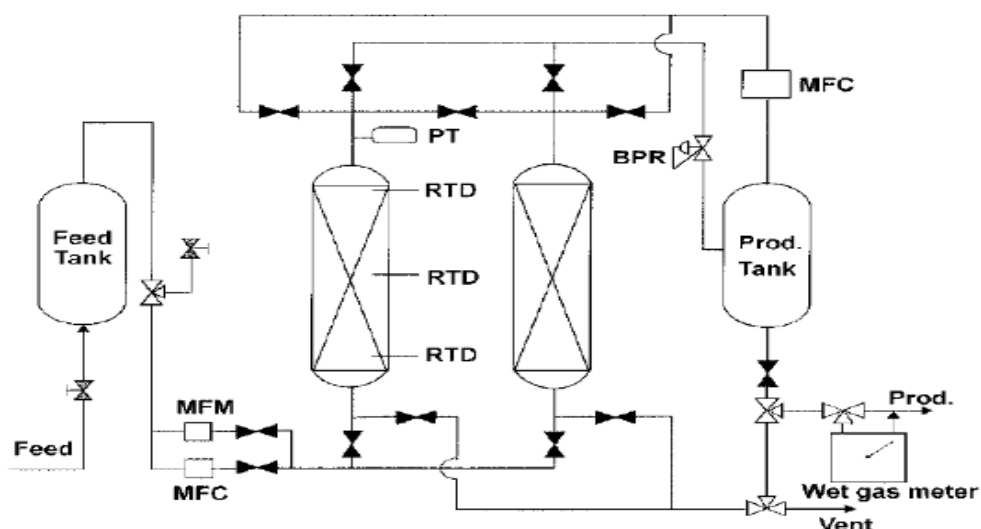 MFC
PT
BPR
RTD
Feed
Tank
Prod.
Tank
RTD
RTD
MFM
Prod.
Feed
MFC
Wet gas meter
Vent